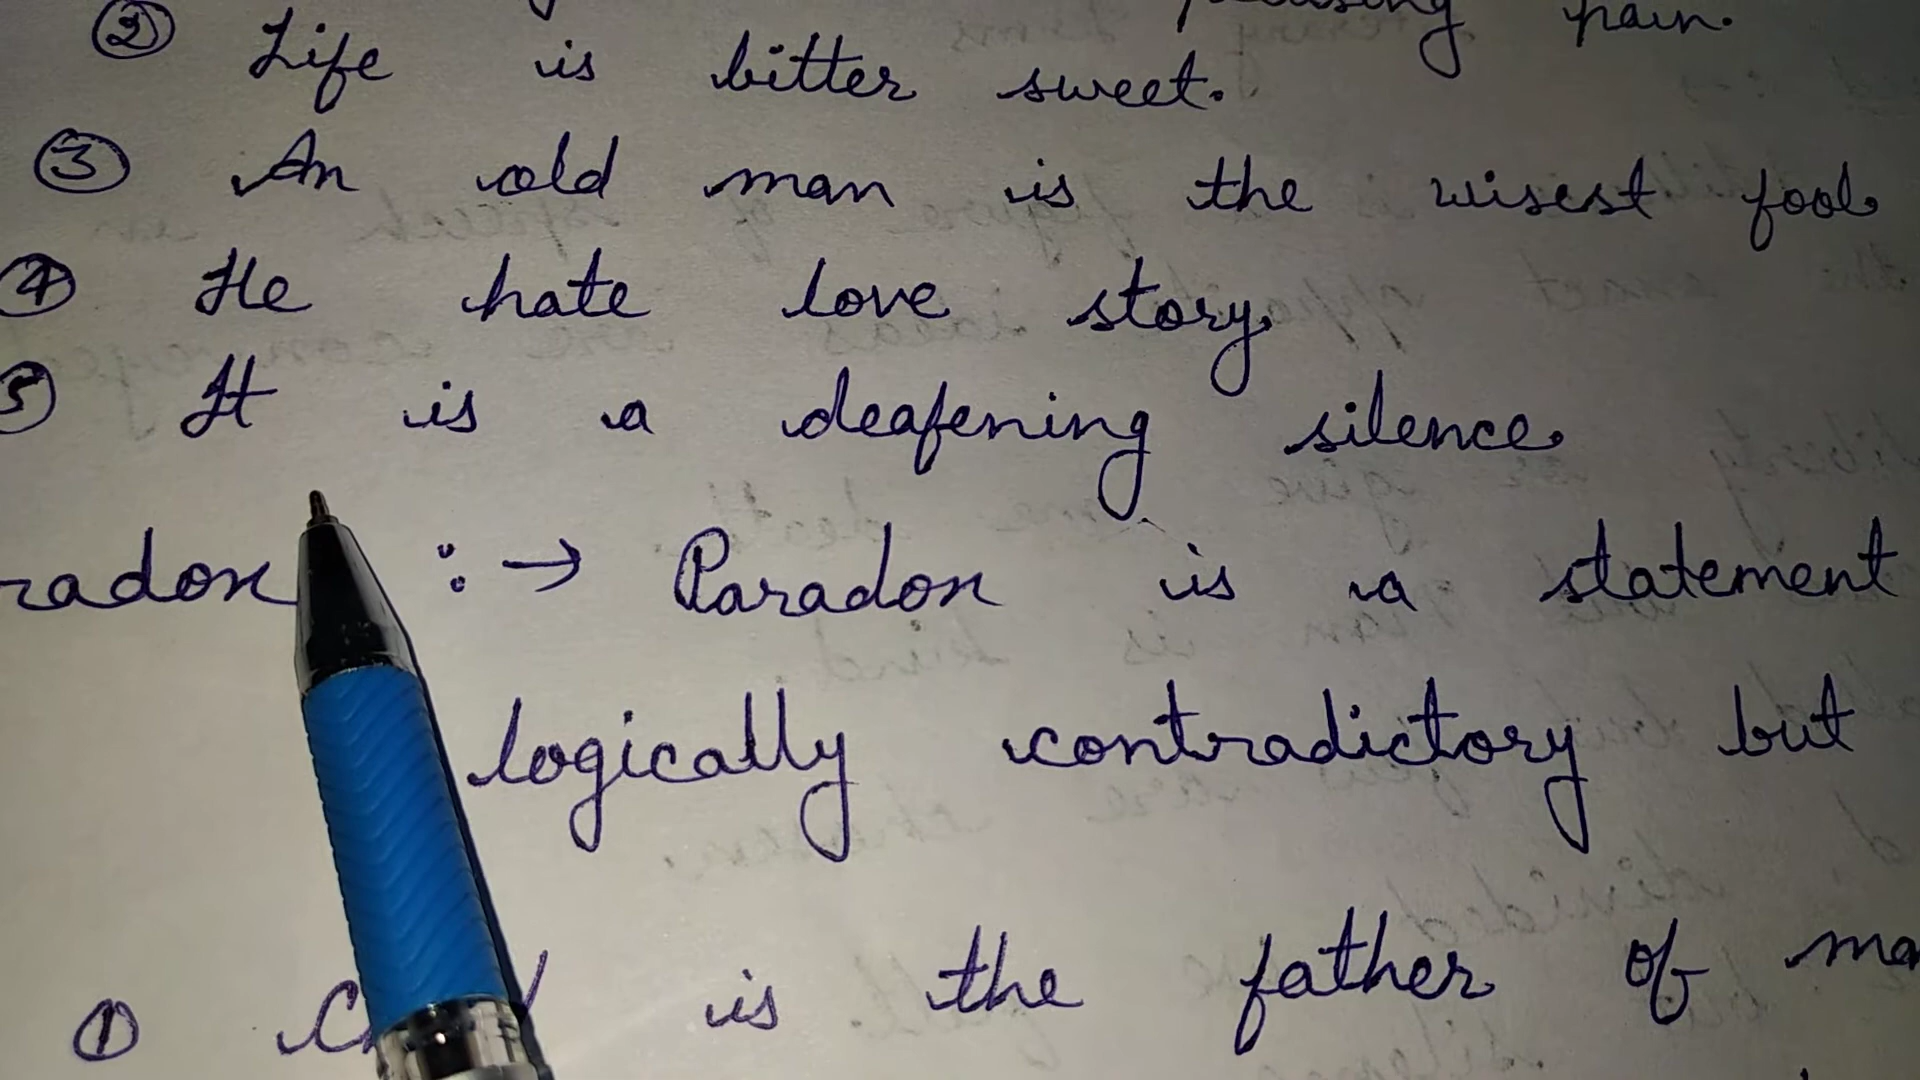 pain.
② Life is bitter sweet.
③ An old man is the wisest fool.
④ He hate love story.
⑤ It is a deafening silence.
radox :→ Paradox is a statement
logically contradictory but
① is the father of